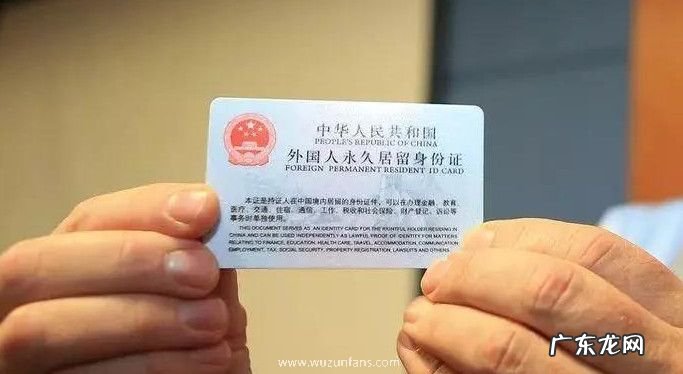 中华人民共和国
PEOPLE'S REPUBLIC OF CHINA
外国人永久居留身份证
FOREIGN PERMANENT RESIDENT ID CARD
本证是持证人在中国境内居留的身份证件，可以在办理金融、教育、
医疗、交通、住宿、通信、工作、税收和社会保险、财产登记、诉讼等
事务时单独使用。
THIS DOCUMENT SERVES AS AN IDENTITY CARD FOR THE RIGHTFUL HOLDER RESIDING IN
CHINA AND CAN BE USED INDEPENDENTLY AS LAWFUL PROOF OF IDENTITY FOR MATTERS
RELATING TO FINANCE, EDUCATION, HEALTH CARE, TRAVEL, ACCOMMODATION, COMMUNICATION
EMPLOYMENT, TAX, SOCIAL SECURITY, PROPERTY REGISTRATION, LAWSUITS AND OTHERS.
广东龙网
www.wuzunfans.com